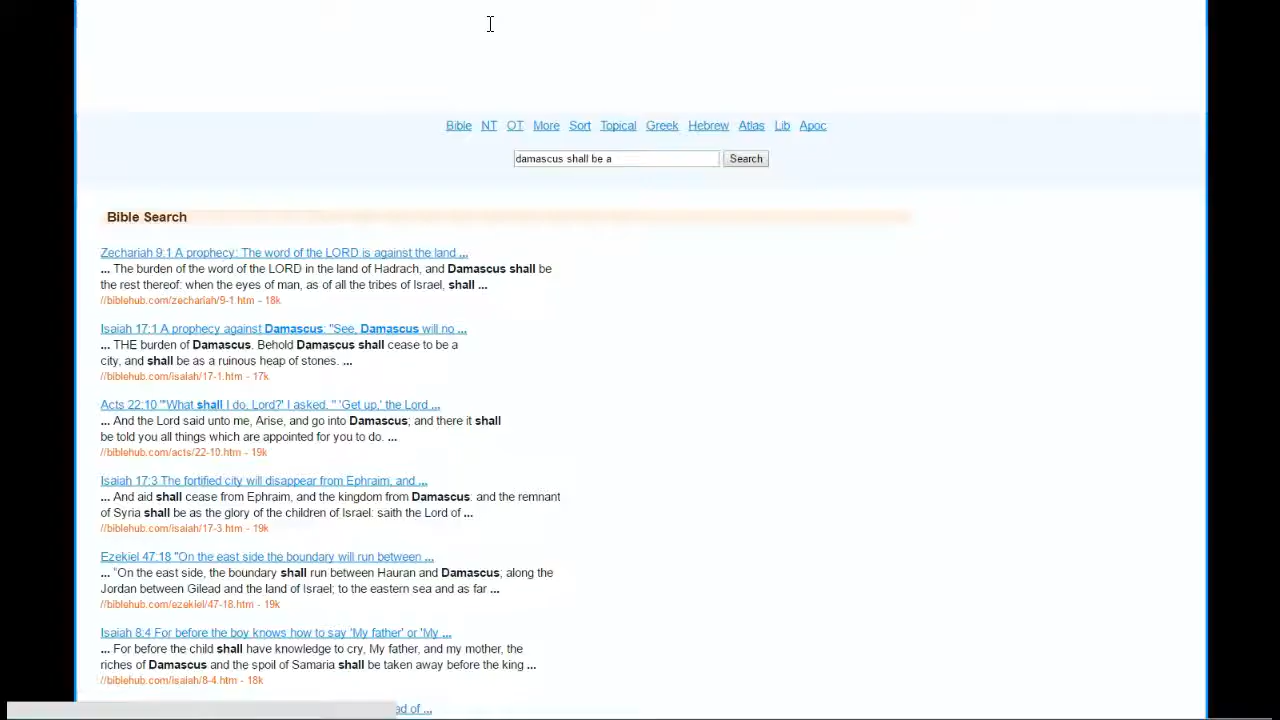 Bible NT OT More Sort Topical Greek Hebrew Atlas Lib Apoc
damascus shall be a Search
Bible Search
Zechariah 9:1 A prophecy: The word of the LORD is against the land ...
... The burden of the word of the LORD in the land of Hadrach, and Damascus shall be
the rest thereof: when the eyes of man, as of all the tribes of Israel, shall ...
//biblehub.com/zechariah/9-1.htm - 18k
Isaiah 17:1 A prophecy against Damascus: "See, Damascus will no ...
... THE burden of Damascus. Behold Damascus shall cease to be a
city, and shall be as a ruinous heap of stones. ...
//biblehub.com/isaiah/17-1.htm - 17k
Acts 22:10 "'What shall I do, Lord?' I asked. " 'Get up,' the Lord ...
... And the Lord said unto me, Arise, and go into Damascus; and there it shall
be told you all things which are appointed for you to do. ...
//biblehub.com/acts/22-10.htm - 19k
Isaiah 17:3 The fortified city will disappear from Ephraim, and ...
... And aid shall cease from Ephraim, and the kingdom from Damascus: and the remnant
of Syria shall be as the glory of the children of Israel: saith the Lord of ...
//biblehub.com/isaiah/17-3.htm - 19k
Ezekiel 47:18 "On the east side the boundary will run between ...
... "On the east side, the boundary shall run between Hauran and Damascus; along the
Jordan between Gilead and the land of Israel; to the eastern sea and as far ...
//biblehub.com/ezekiel/47-18.htm - 19k
Isaiah 8:4 For before the boy knows how to say 'My father' or 'My ...
... For before the child shall have knowledge to cry, My father, and my mother, the
riches of Damascus and the spoil of Samaria shall be taken away before the king ...
//biblehub.com/isaiah/8-4.htm - 18k
of ...